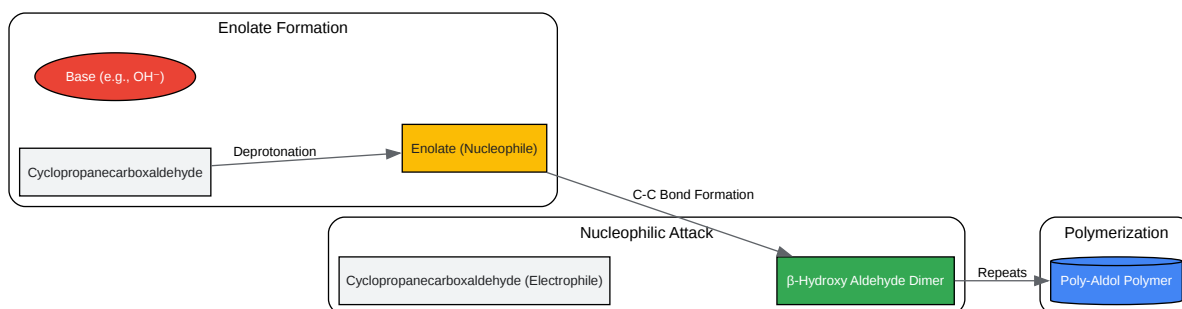 Enolate Formation
Base (e.g., OH⁻)
Cyclopropanecarboxaldehyde
Deprotonation
Enolate (Nucleophile)
C-C Bond Formation
Nucleophilic Attack
Cyclopropanecarboxaldehyde (Electrophile)
β-Hydroxy Aldehyde Dimer
Repeats
Polymerization
Poly-Aldol Polymer